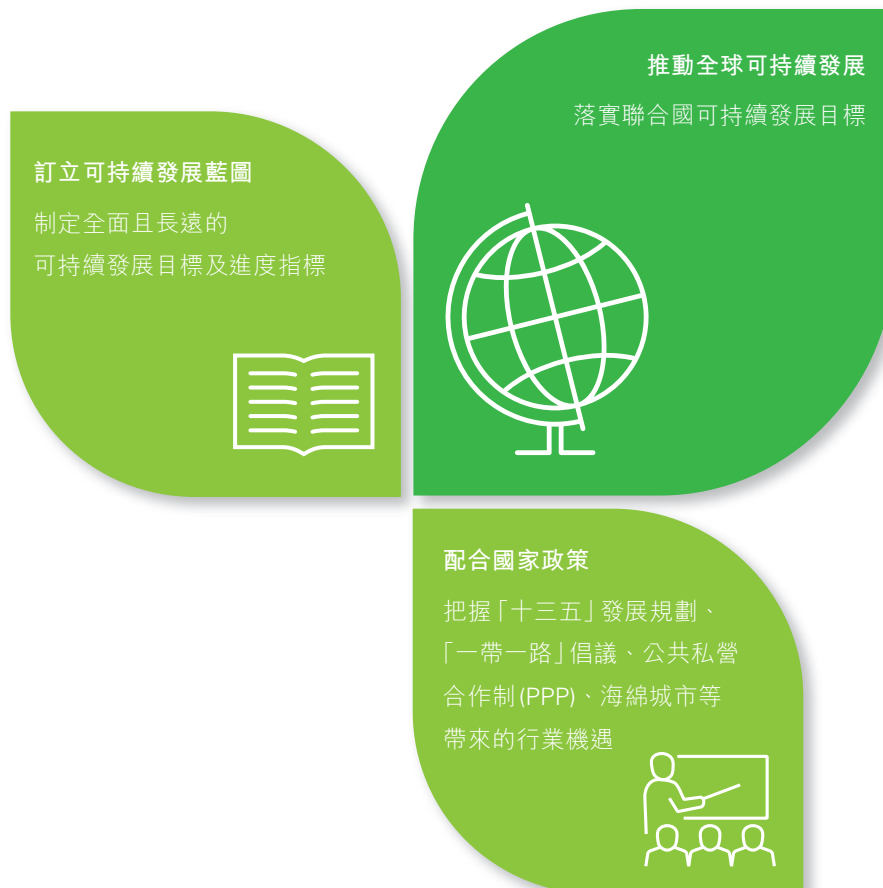 推動全球可持續發展
落實聯合國可持續發展目標
訂立可持續發展藍圖
制定全面且長遠的
可持續發展目標及進度指標
配合國家政策
把握「十三五」發展規劃、
「一帶一路」倡議、公共私營
合作制(PPP)、海綿城市等
帶來的行業機遇